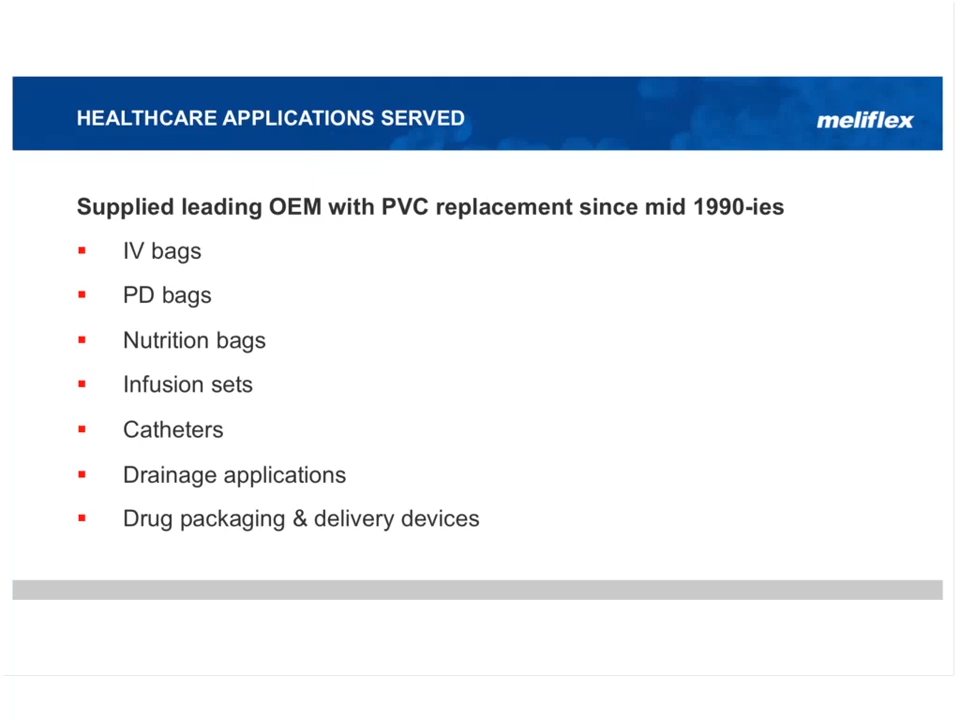 HEALTHCARE APPLICATIONS SERVED
meliflex
Supplied leading OEM with PVC replacement since mid 1990-ies
▪ IV bags
▪ PD bags
▪ Nutrition bags
▪ Infusion sets
▪ Catheters
▪ Drainage applications
▪ Drug packaging & delivery devices